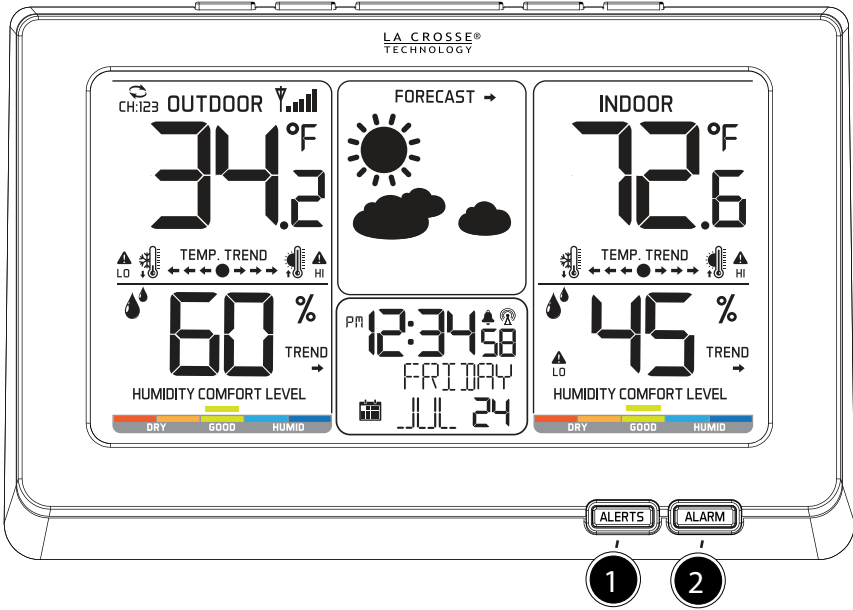 LA CROSSE®
TECHNOLOGY
CH:123 OUTDOOR
34.2 °F
LO TEMP. TREND HI
60 %
TREND
HUMIDITY COMFORT LEVEL
DRY GOOD HUMID
FORECAST
PM 12:34 58
FRIDAY
JUL 24
INDOOR
72.6 °F
TEMP. TREND HI
45 %
LO
TREND
HUMIDITY COMFORT LEVEL
DRY GOOD HUMID
ALERTS ALARM
1 2